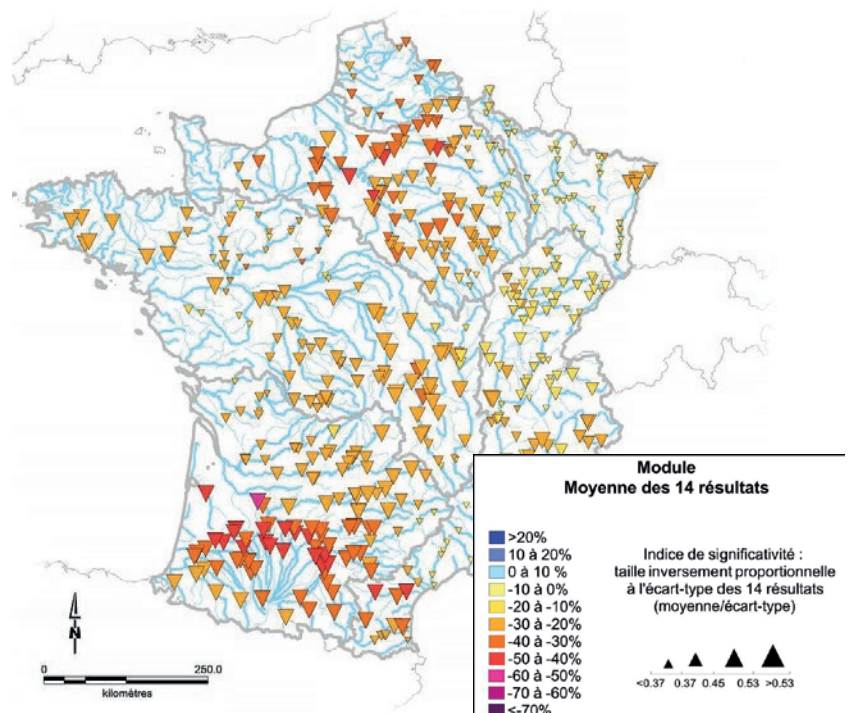 Module
Moyenne des 14 résultats
>20%
10 à 20%
0 à 10 %
-10 à 0%
-20 à -10%
-30 à -20%
-40 à -30%
-50 à -40%
-60 à -50%
-70 à -60%
<-70%
Indice de significativité :
taille inversement proportionnelle
à l'écart-type des 14 résultats
(moyenne/écart-type)
<0.37 0.37 0.45 0.53 >0.53
N
0 250.0
kilomètres